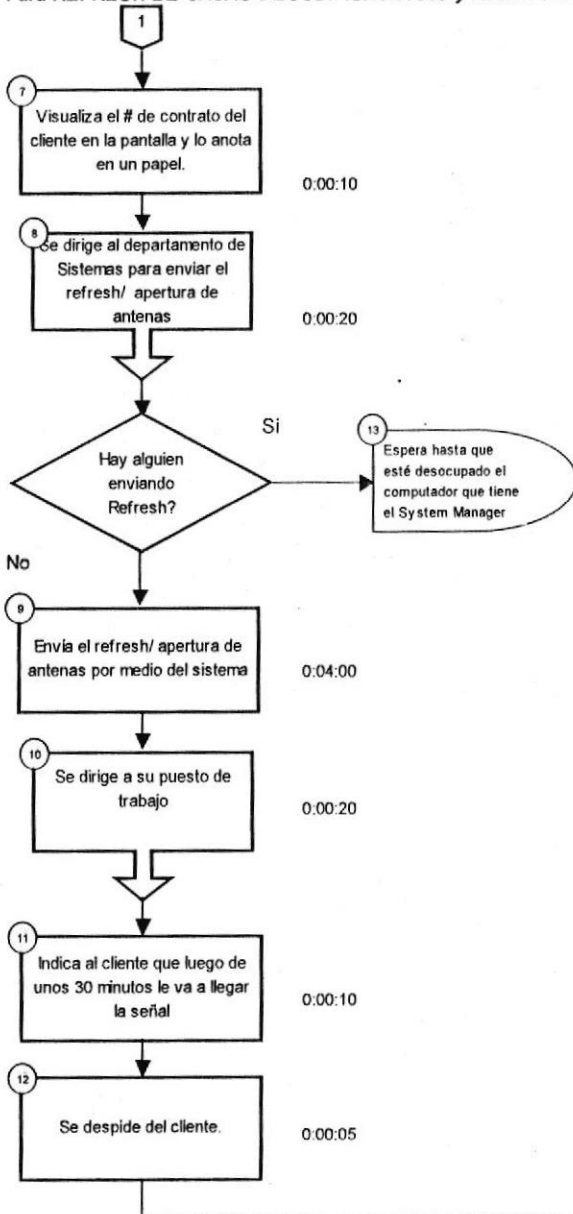 1
7
Visualiza el # de contrato del
cliente en la pantalla y lo anota
en un papel.
0:00:10
8
Se dirige al departamento de
Sistemas para enviar el
refresh/ apertura de
antenas
0:00:20
Hay alguien
enviando
Refresh?
Si
13
Espera hasta que
esté desocupado el
computador que tiene
el System Manager
No
9
Envía el refresh/ apertura de
antenas por medio del sistema
0:04:00
10
Se dirige a su puesto de
trabajo
0:00:20
11
Indica al cliente que luego de
unos 30 minutos le va a llegar
la señal
0:00:10
12
Se despide del cliente.
0:00:05